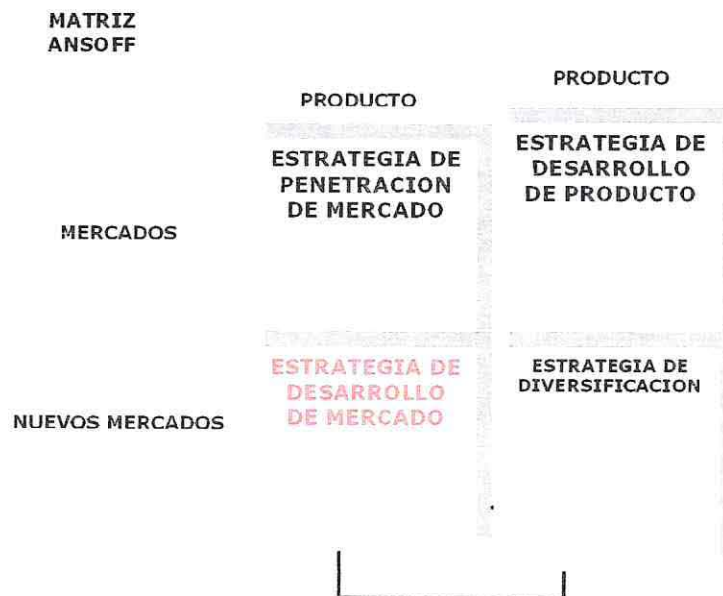 MATRIZ
ANSOFF
PRODUCTO
PRODUCTO
ESTRATEGIA DE
PENETRACION
DE MERCADO
ESTRATEGIA DE
DESARROLLO
DE PRODUCTO
MERCADOS
ESTRATEGIA DE
DESARROLLO
DE MERCADO
ESTRATEGIA DE
DIVERSIFICACION
NUEVOS MERCADOS